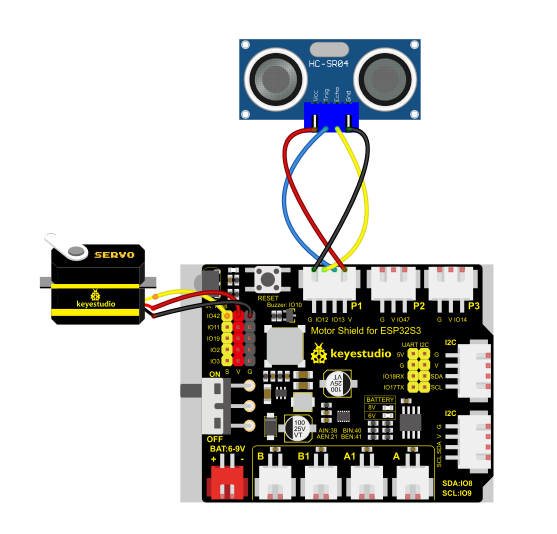 HC-SR04
Vcc
Trig
Echo
Gnd
SERVO
keyestudio
RESET
Buzzer: IO10
P1
P2
P3
G IO12 IO13 V
G V IO47
G V IO14
Motor Shield for ESP32S3
keyestudio
IO42
IO11
IO19
IO2
IO3
S V G
UART I2C
5V G
G V
IO18RX SDA
IO17TX SCL
I2C
G
V
SDA
SCL
ON
OFF
100
25V
VT
100
25V
VT
BATTERY
8V
6V
AIN:38 BIN:40
AEN:21 BEN:41
I2C
G
V
SDA
SCL
BAT:6-9V
+ -
B
B1
A1
A
SDA:IO8
SCL:IO9